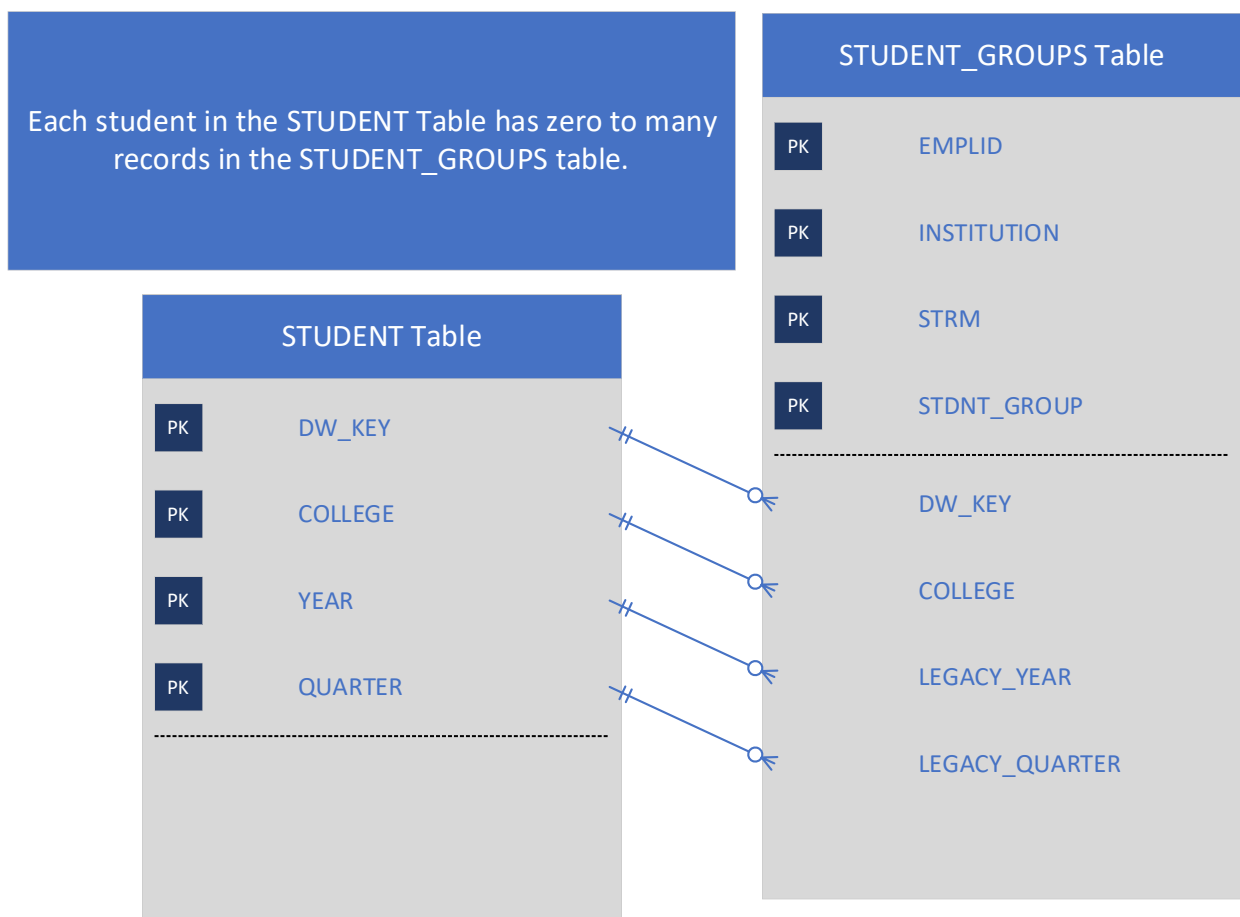 Each student in the STUDENT Table has zero to many
records in the STUDENT_GROUPS table.
STUDENT Table
PK DW_KEY
PK COLLEGE
PK YEAR
PK QUARTER
STUDENT_GROUPS Table
PK EMPLID
PK INSTITUTION
PK STRM
PK STDNT_GROUP
DW_KEY
COLLEGE
LEGACY_YEAR
LEGACY_QUARTER